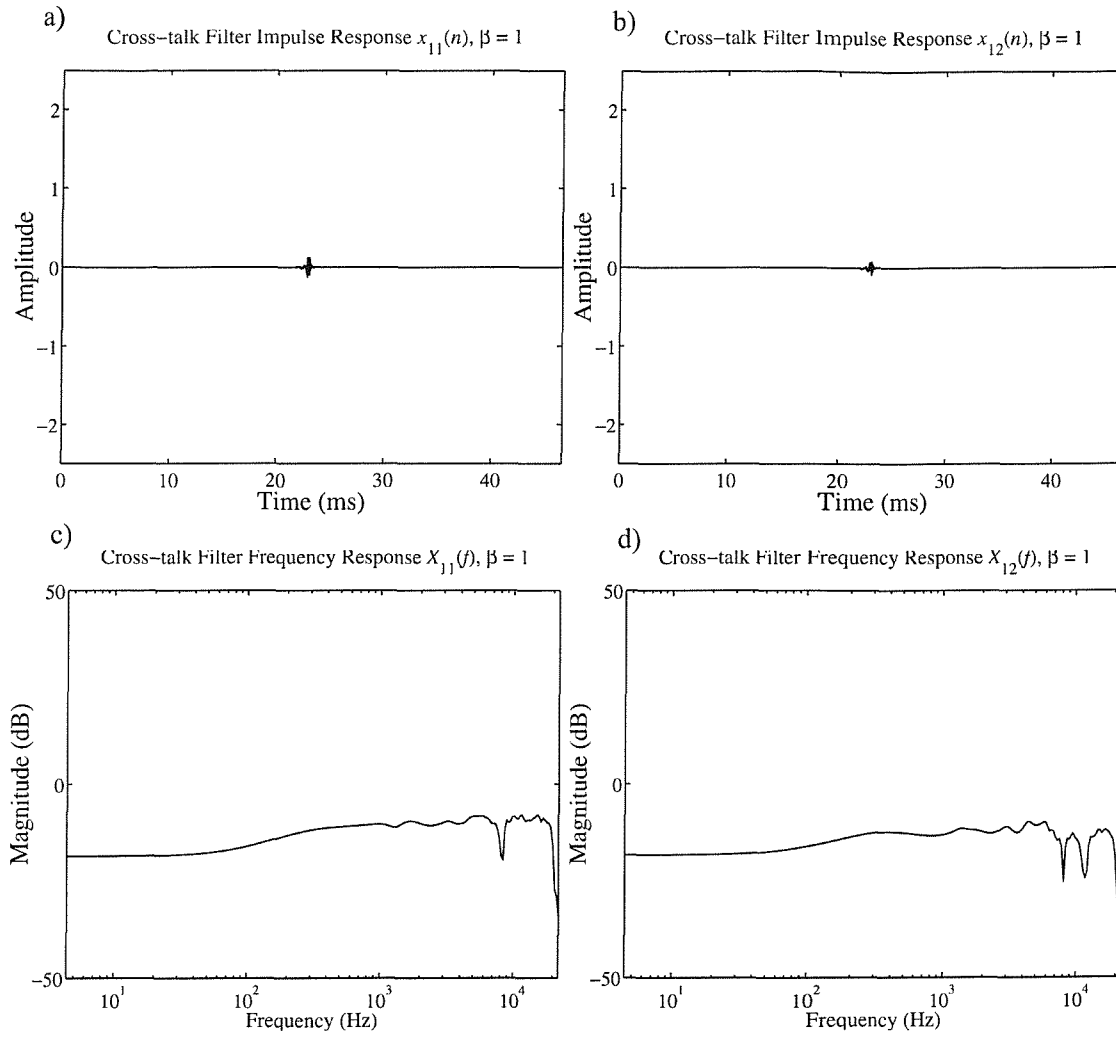 a)
Cross-talk Filter Impulse Response x11(n), β = 1
2
1
0
−1
−2
Amplitude
0 10 20 30 40
Time (ms)
b)
Cross-talk Filter Impulse Response x12(n), β = 1
2
1
0
−1
−2
Amplitude
0 10 20 30 40
Time (ms)
c)
Cross-talk Filter Frequency Response X11(f), β = 1
50
0
−50
Magnitude (dB)
10^1 10^2 10^3 10^4
Frequency (Hz)
d)
Cross-talk Filter Frequency Response X12(f), β = 1
50
0
−50
Magnitude (dB)
10^1 10^2 10^3 10^4
Frequency (Hz)